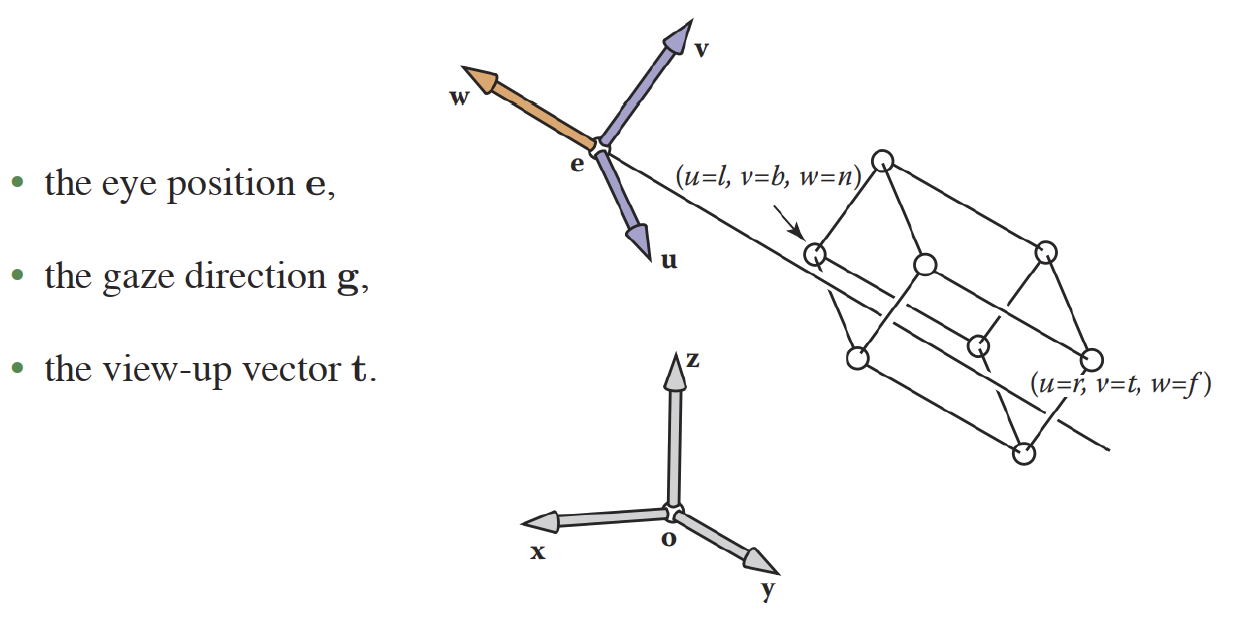 • the eye position e,
• the gaze direction g,
• the view-up vector t.
v
w
e
(u=l, v=b, w=n)
u
z
(u=r, v=t, w=f)
o
x
y